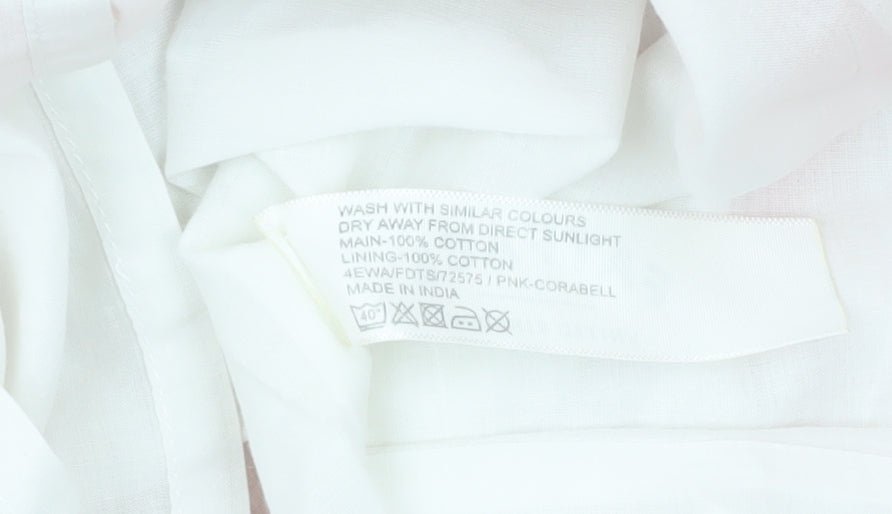 WASH WITH SIMILAR COLOURS
DRY AWAY FROM DIRECT SUNLIGHT
MAIN-100% COTTON
LINING-100% COTTON
4EWA/FDTS/72575 / PNK-CORABELL
MADE IN INDIA
40°